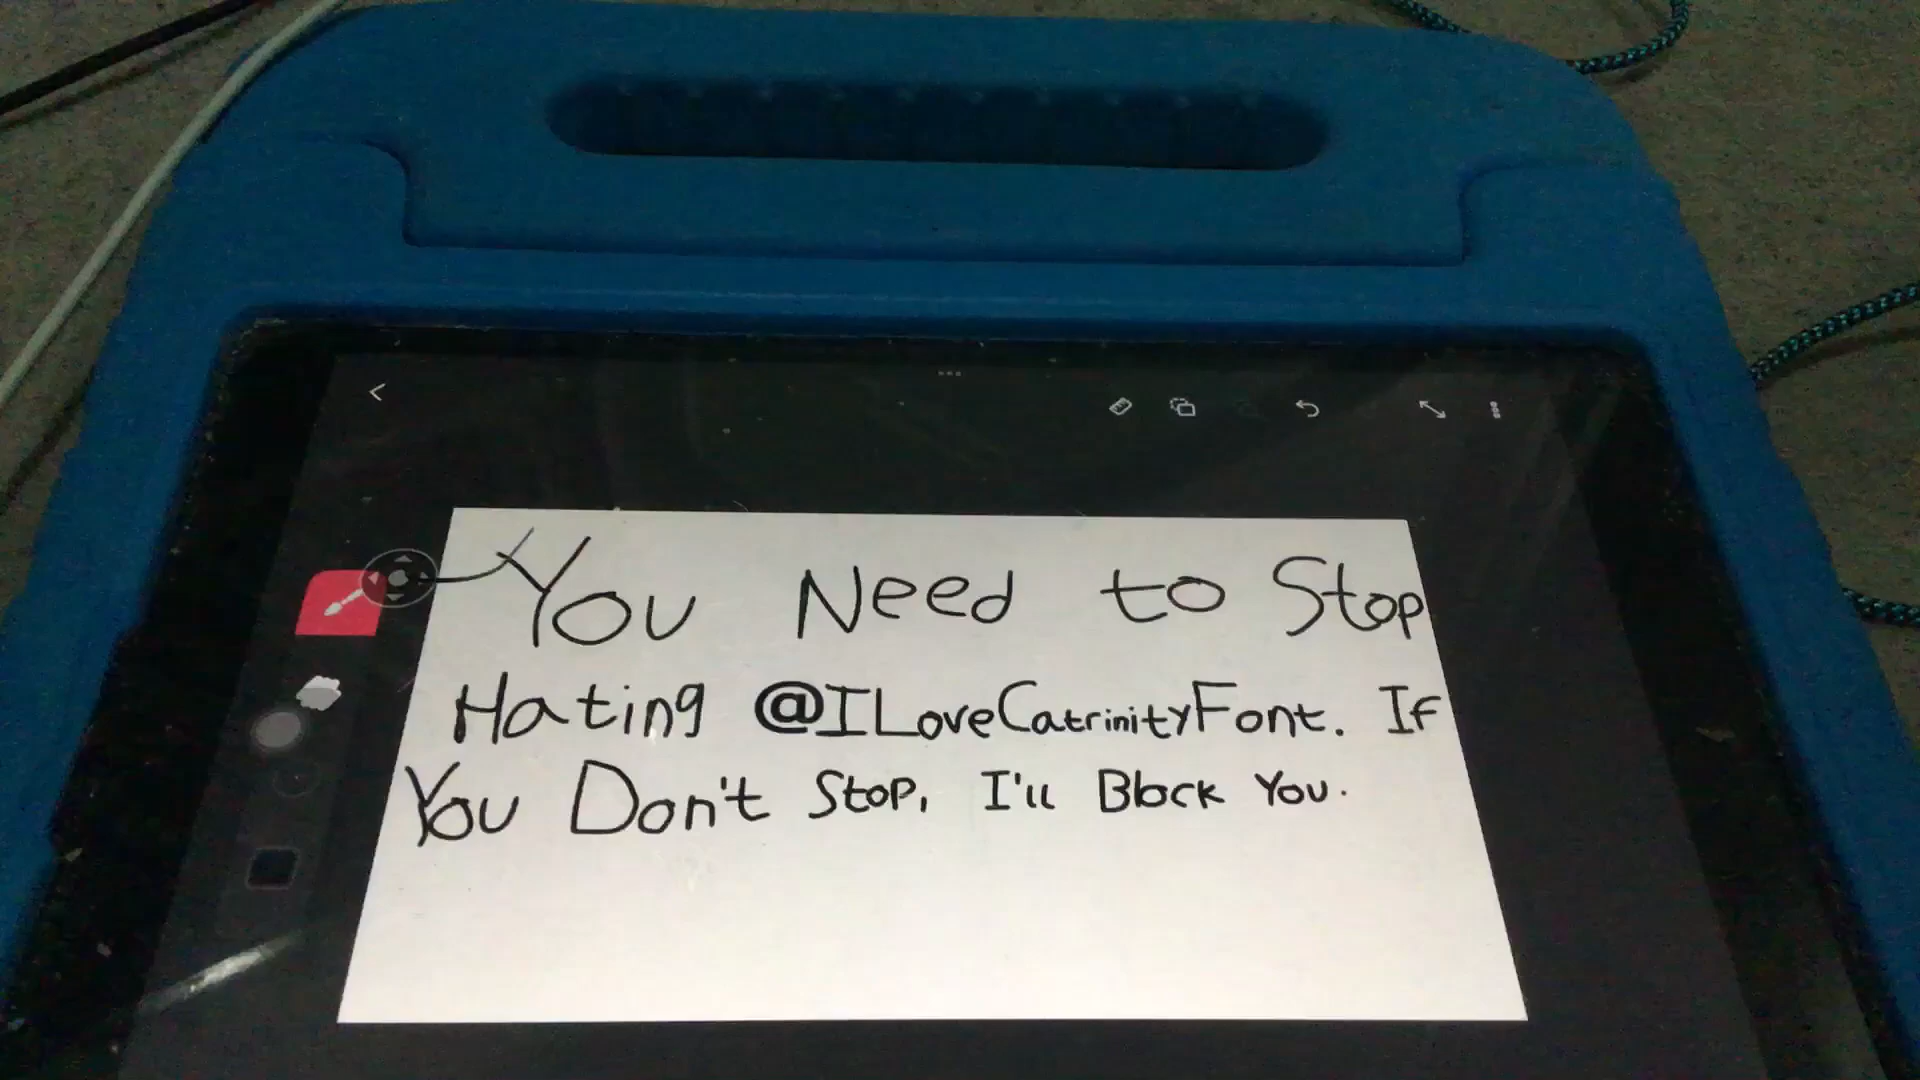 You Need to Stop
Hating @ILoveCatrinityFont. If
You Don't Stop, I'll Block You.